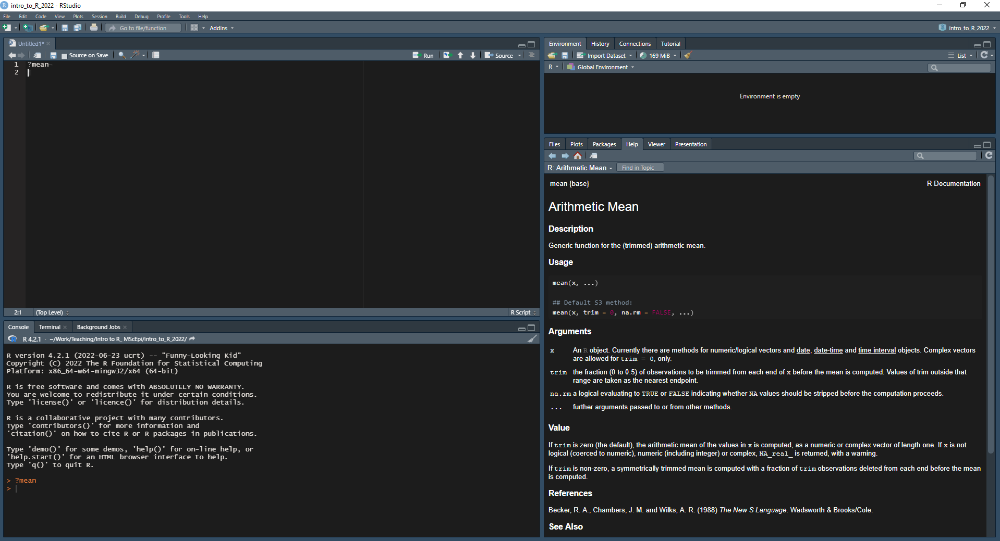 intro_to_R_2022 - RStudio
File Edit Code View Plots Session Build Debug Profile Tools Help
Go to file/function Addins intro_to_R_2022
Untitled1*
Source on Save Run Source
1 ?mean
2
2:1 (Top Level) R Script
Console Terminal Background Jobs
R 4.2.1 · ~/Work/Teaching/Intro to R_ MScEpi/intro_to_R_2022/
R version 4.2.1 (2022-06-23 ucrt) -- "Funny-Looking Kid"
Copyright (C) 2022 The R Foundation for Statistical Computing
Platform: x86_64-w64-mingw32/x64 (64-bit)
R is free software and comes with ABSOLUTELY NO WARRANTY.
You are welcome to redistribute it under certain conditions.
Type 'license()' or 'licence()' for distribution details.
R is a collaborative project with many contributors.
Type 'contributors()' for more information and
'citation()' on how to cite R or R packages in publications.
Type 'demo()' for some demos, 'help()' for on-line help, or
'help.start()' for an HTML browser interface to help.
Type 'q()' to quit R.
> ?mean
>
Environment History Connections Tutorial
Import Dataset 169 MiB List
R Global Environment
Environment is empty
Files Plots Packages Help Viewer Presentation
R: Arithmetic Mean Find in Topic
mean {base} R Documentation
Arithmetic Mean
Description
Generic function for the (trimmed) arithmetic mean.
Usage
mean(x, ...)
## Default S3 method:
mean(x, trim = 0, na.rm = FALSE, ...)
Arguments
x An R object. Currently there are methods for numeric/logical vectors and date, date-time and time interval objects. Complex vectors
are allowed for trim = 0, only.
trim the fraction (0 to 0.5) of observations to be trimmed from each end of x before the mean is computed. Values of trim outside that
range are taken as the nearest endpoint.
na.rm a logical evaluating to TRUE or FALSE indicating whether NA values should be stripped before the computation proceeds.
... further arguments passed to or from other methods.
Value
If trim is zero (the default), the arithmetic mean of the values in x is computed, as a numeric or complex vector of length one. If x is not
logical (coerced to numeric), numeric (including integer) or complex, NA_real_ is returned, with a warning.
If trim is non-zero, a symmetrically trimmed mean is computed with a fraction of trim observations deleted from each end before the mean
is computed.
References
Becker, R. A., Chambers, J. M. and Wilks, A. R. (1988) The New S Language. Wadsworth & Brooks/Cole.
See Also